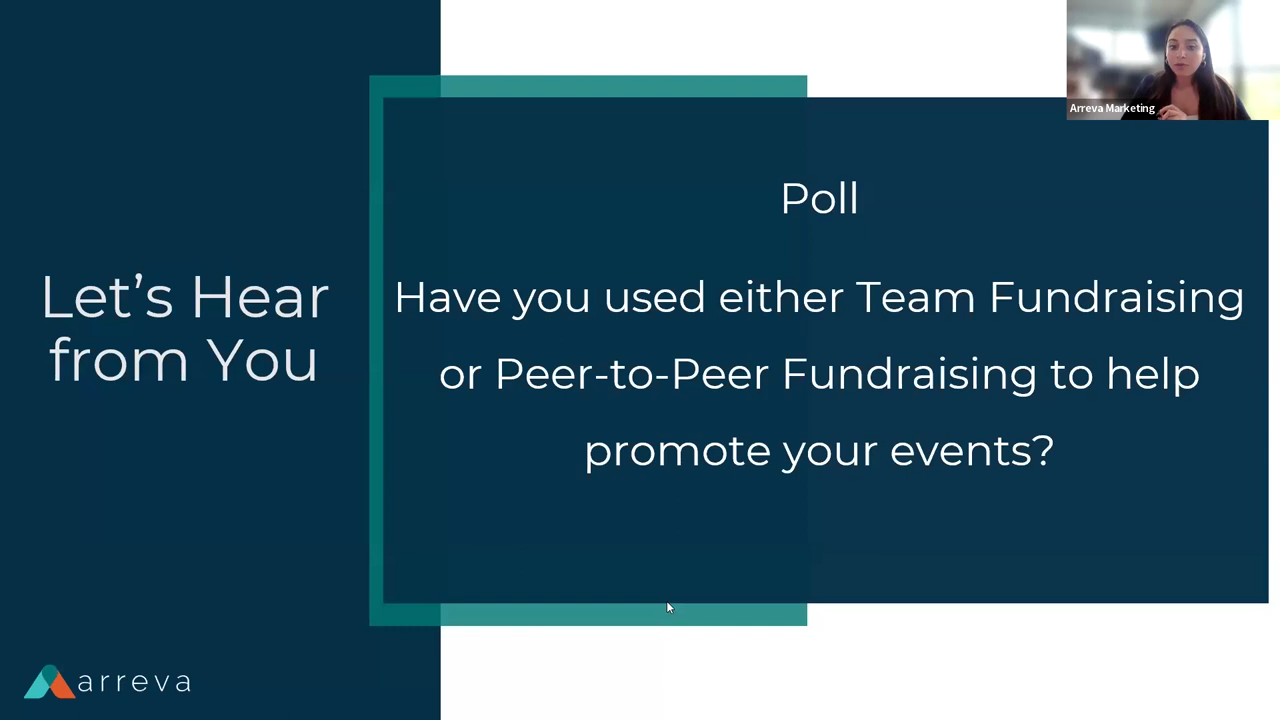 Let’s Hear
from You
Poll
Have you used either Team Fundraising
or Peer-to-Peer Fundraising to help
promote your events?
Arreva Marketing
arreva